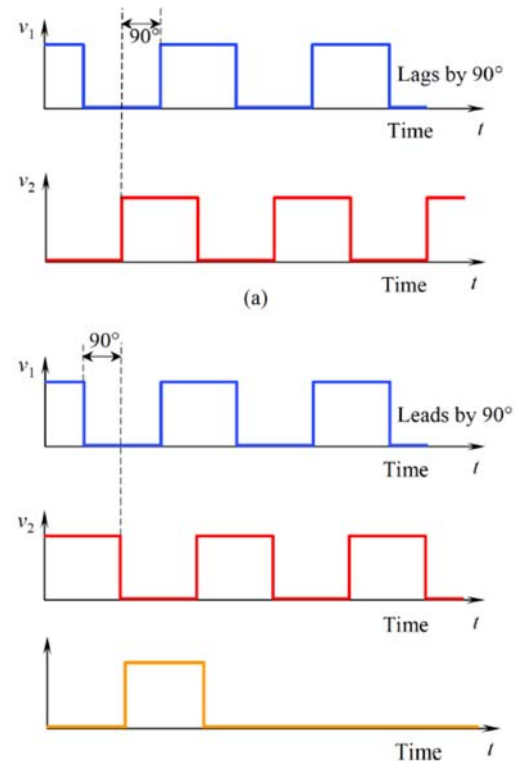 v₁
90°
Lags by 90°
Time t
v₂
Time t
(a)
90°
v₁
Leads by 90°
Time t
v₂
Time t
Time t